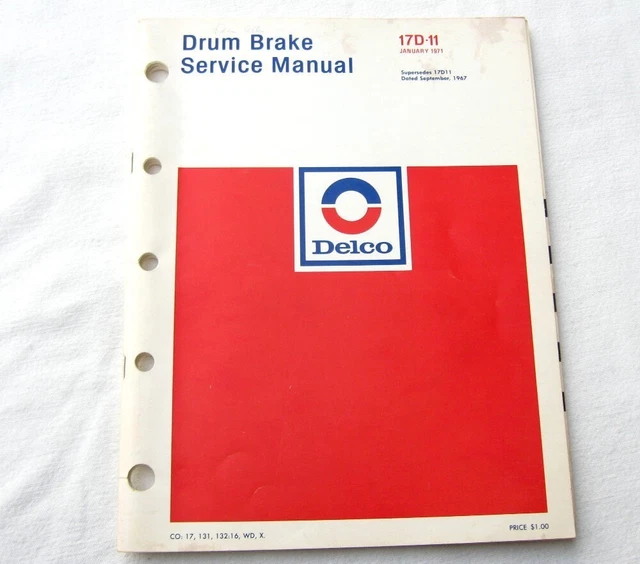 Drum Brake
Service Manual
17D-11
JANUARY 1971
Supersedes 17D11
Dated September, 1967
Delco
CO: 17, 131, 132:16, WD, X.
PRICE $1.00